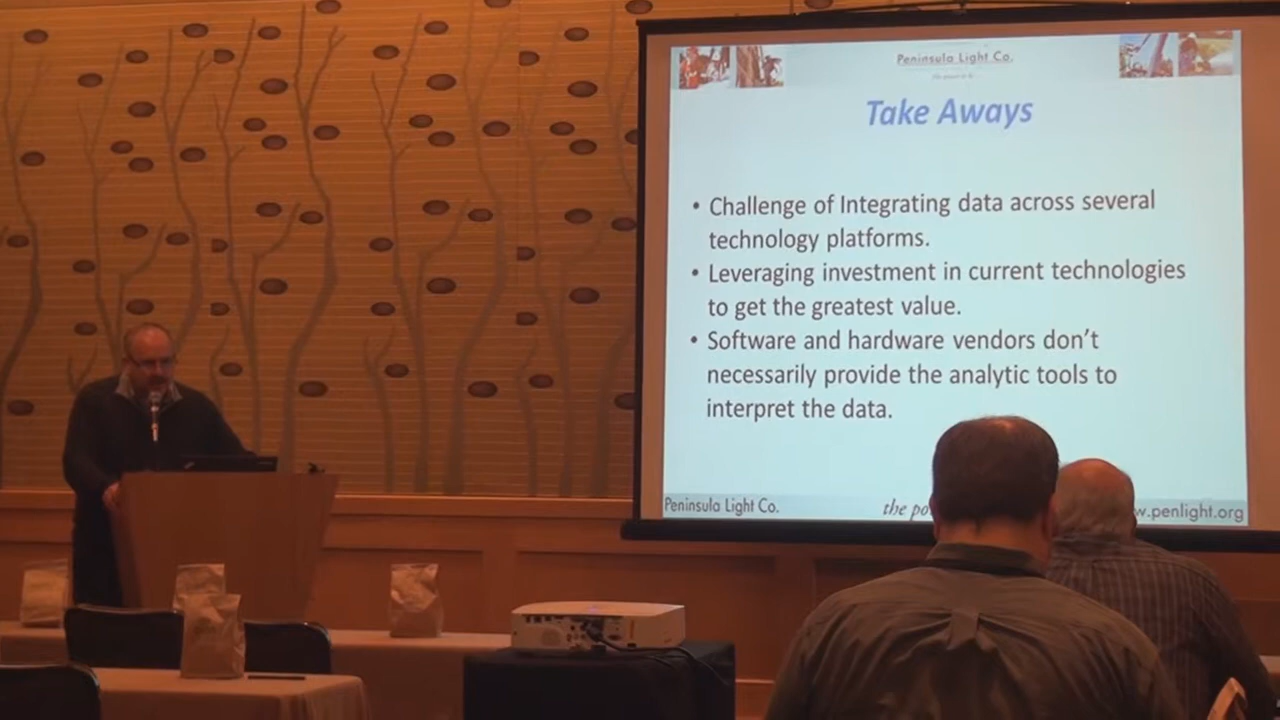 Peninsula Light Co.
Take Aways
• Challenge of Integrating data across several
technology platforms.
• Leveraging investment in current technologies
to get the greatest value.
• Software and hardware vendors don't
necessarily provide the analytic tools to
interpret the data.
Peninsula Light Co. the po w.penlight.org